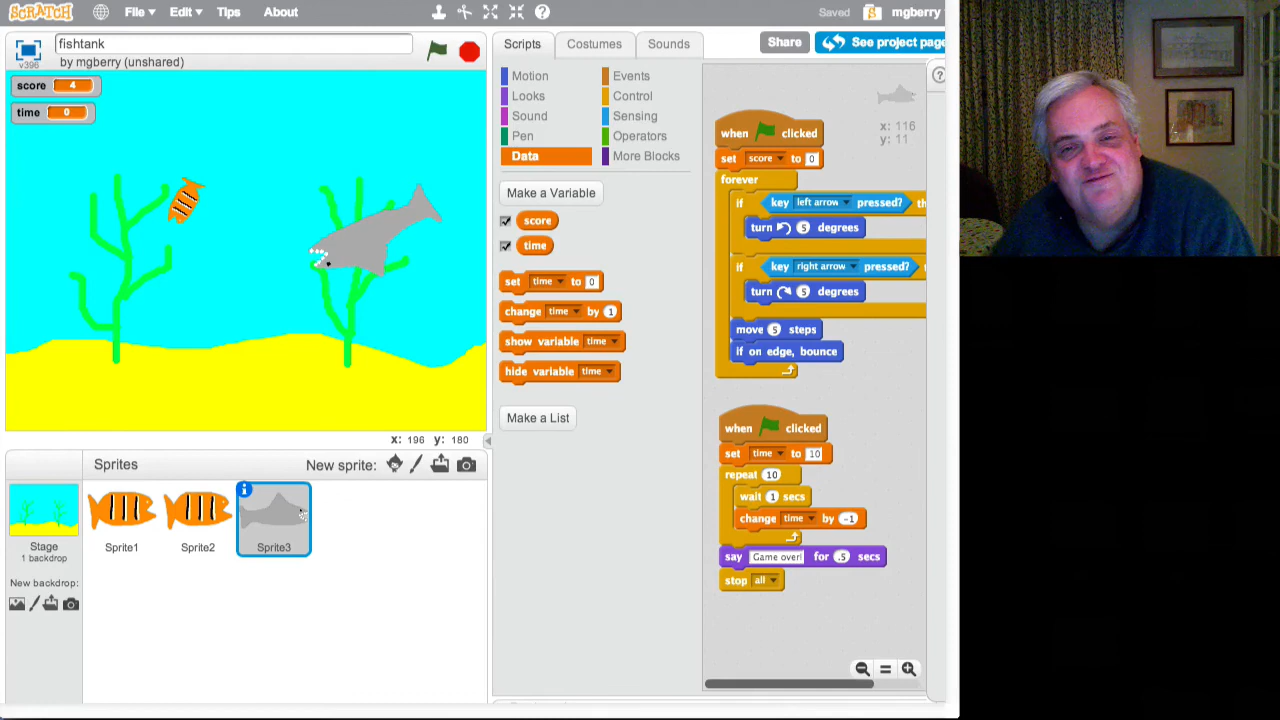 SCRATCH
File Edit Tips About
Saved mgberry
v396
fishtank
by mgberry (unshared)
Scripts Costumes Sounds
Share
See project page
score 4
time 0
Motion
Looks
Sound
Pen
Data
Events
Control
Sensing
Operators
More Blocks
Make a Variable
score
time
set time to 0
change time by 1
show variable time
hide variable time
Make a List
x: 116
y: 11
when clicked
set score to 0
forever
if key left arrow pressed? th
turn 5 degrees
if key right arrow pressed?
turn 5 degrees
move 5 steps
if on edge, bounce
when clicked
set time to 10
repeat 10
wait 1 secs
change time by -1
say Game over! for .5 secs
stop all
x: 196 y: 180
Sprites New sprite:
Stage
1 backdrop
New backdrop:
Sprite1
Sprite2
Sprite3